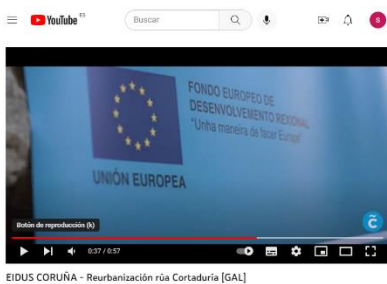 YouTube ES
Buscar
S
FONDO EUROPEO DE
DESENVOLVEMENTO REXIONAL
"Unha maneira de facer Europa"
UNIÓN EUROPEA
Botón de reproducción (k)
0:37 / 0:57
EIDUS CORUÑA - Reurbanización rúa Cortaduría [GAL]